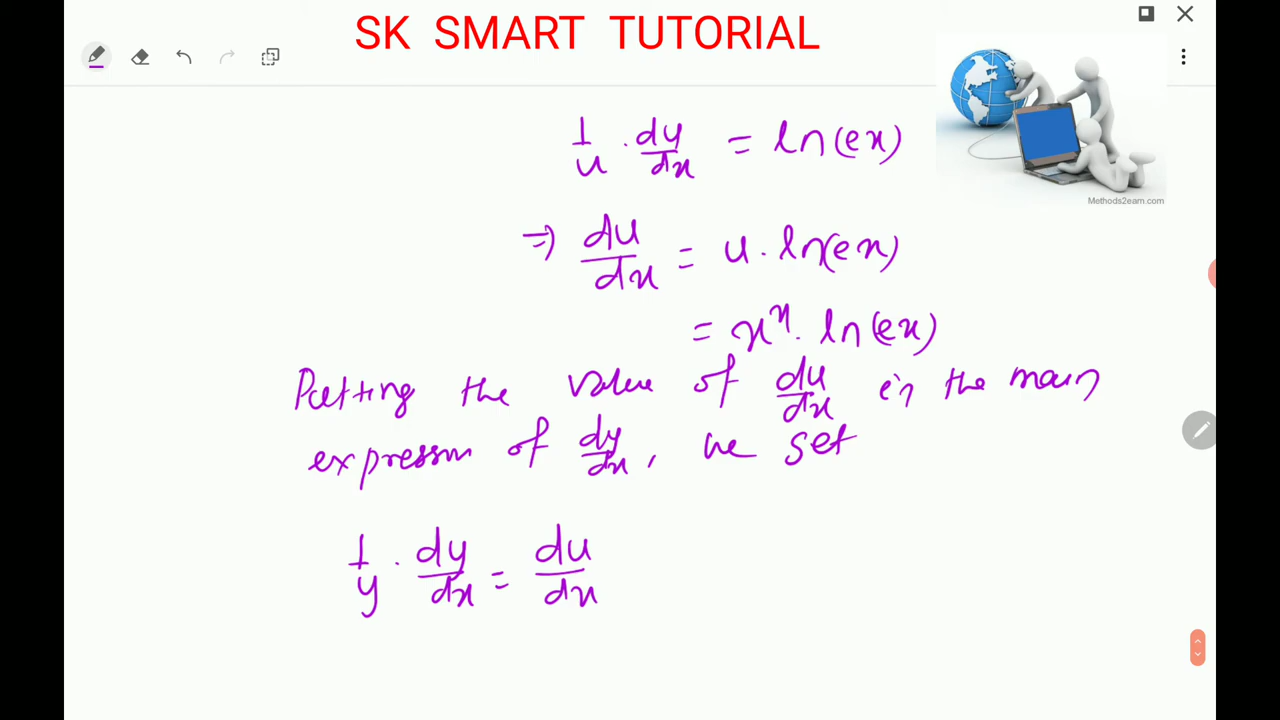 SK SMART TUTORIAL
1/u · dy/dx = ln(ex)
⇒ du/dx = u · ln(ex)
= x^x · ln(ex)
Methods2earn.com
Putting the value of du/dx in the main
expression of dy/dx, we get
1/y · dy/dx = du/dx